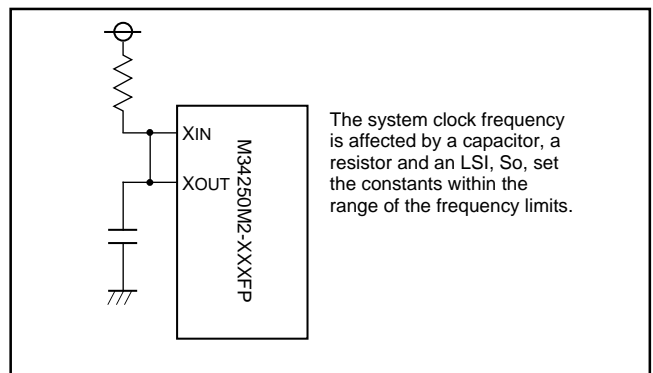 XIN
XOUT
M34250M2-XXXFP
The system clock frequency
is affected by a capacitor, a
resistor and an LSI, So, set
the constants within the
range of the frequency limits.